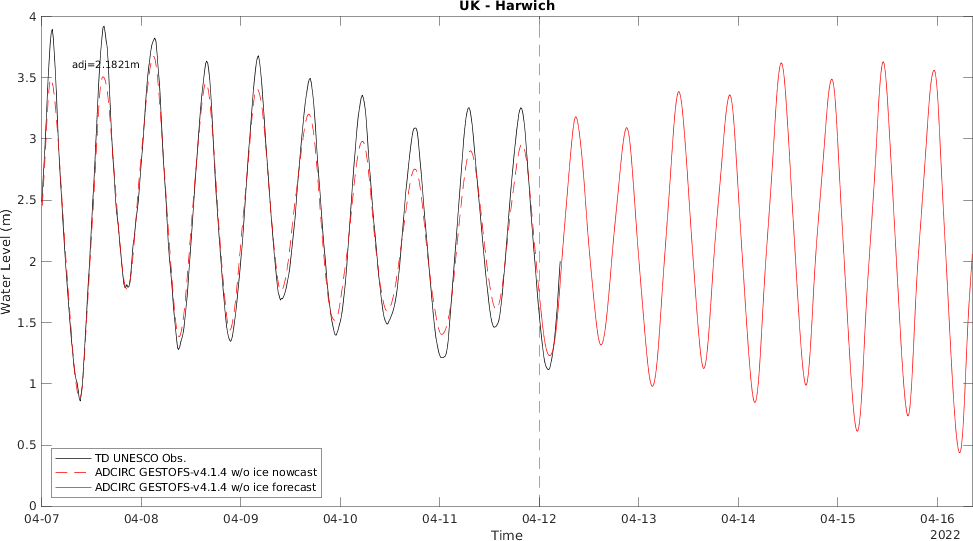 UK - Harwich
4
3.5
3
2.5
2
1.5
1
0.5
0
Water Level (m)
adj=2.1821m
TD UNESCO Obs.
ADCIRC GESTOFS-v4.1.4 w/o ice nowcast
ADCIRC GESTOFS-v4.1.4 w/o ice forecast
04-07 04-08 04-09 04-10 04-11 04-12 04-13 04-14 04-15 04-16
Time
2022